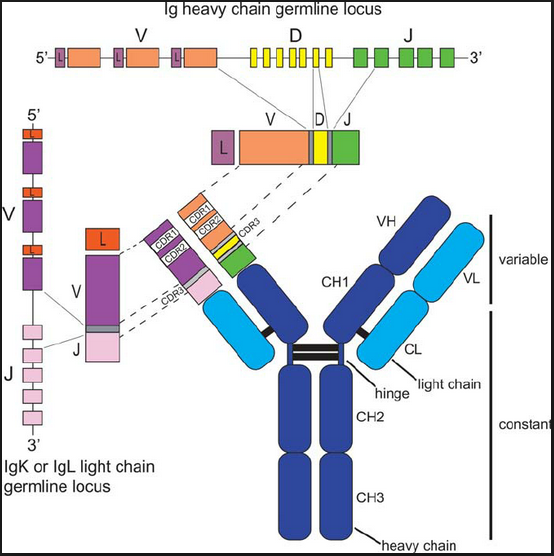 Ig heavy chain germline locus
V D J
5' L L L 3'
V D J
L
5'
L
L
L
V
J
3'
L
V
J
CDR1
CDR2
CDR3
CDR1
CDR2
CDR3
VH
VL
CH1
CL
variable
light chain
hinge
CH2
constant
CH3
heavy chain
IgK or IgL light chain
germline locus